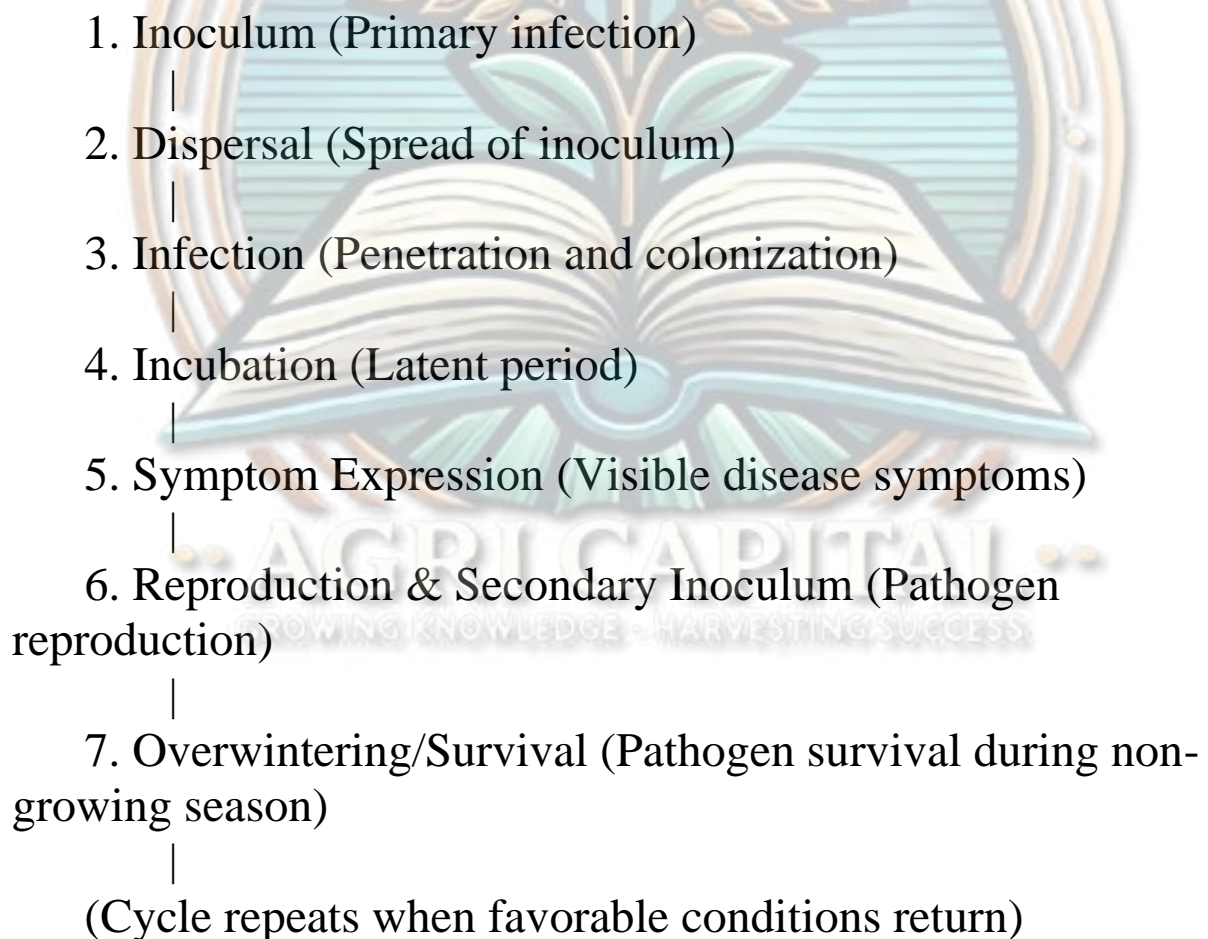 1. Inoculum (Primary infection)
|
2. Dispersal (Spread of inoculum)
|
3. Infection (Penetration and colonization)
|
4. Incubation (Latent period)
|
5. Symptom Expression (Visible disease symptoms)
|
AGRI CAPITAL
6. Reproduction & Secondary Inoculum (Pathogen
GROWING KNOWLEDGE - HARVESTING SUCCESS
reproduction)
|
7. Overwintering/Survival (Pathogen survival during non-
growing season)
|
(Cycle repeats when favorable conditions return)